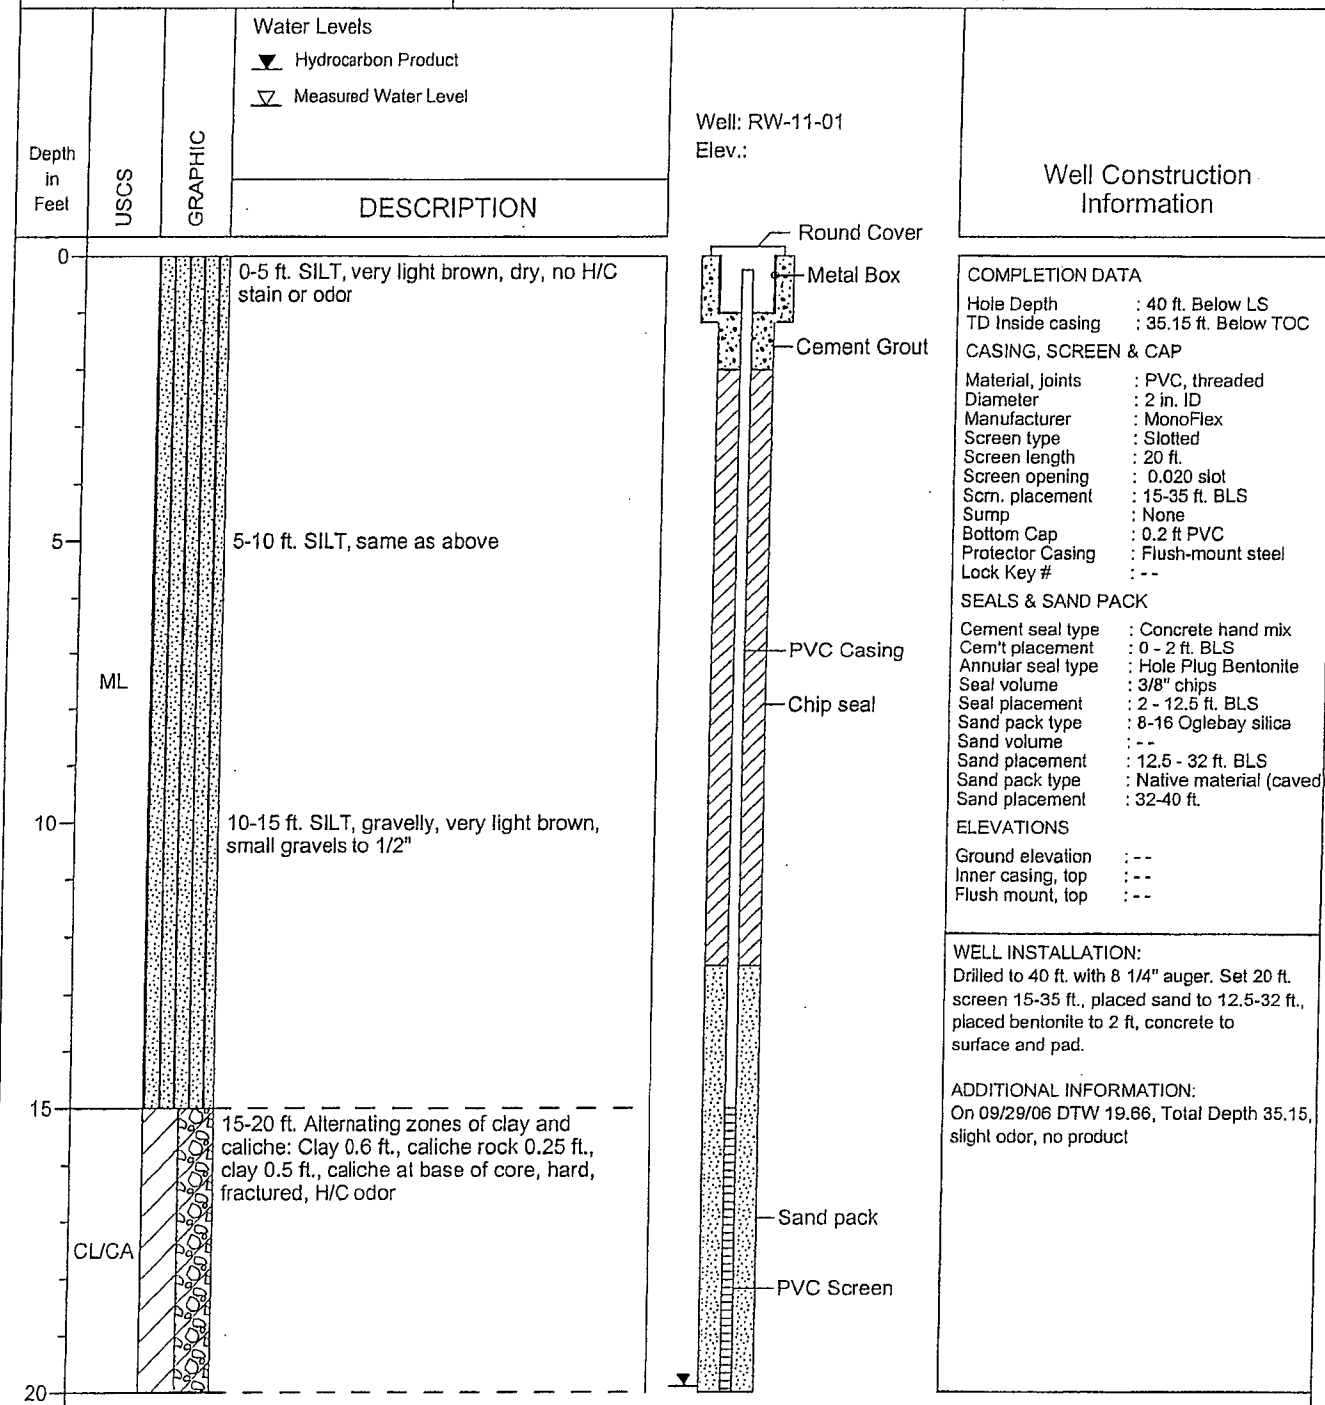 Water Levels
Hydrocarbon Product
Measured Water Level
Depth
in
Feet
USCS
GRAPHIC
DESCRIPTION
Well: RW-11-01
Elev.:
Well Construction
Information
0
5
10
15
20
ML
CL/CA
0-5 ft. SILT, very light brown, dry, no H/C
stain or odor
5-10 ft. SILT, same as above
10-15 ft. SILT, gravelly, very light brown,
small gravels to 1/2"
15-20 ft. Alternating zones of clay and
caliche: Clay 0.6 ft., caliche rock 0.25 ft.,
clay 0.5 ft., caliche at base of core, hard,
fractured, H/C odor
Round Cover
Metal Box
Cement Grout
PVC Casing
Chip seal
Sand pack
PVC Screen
COMPLETION DATA
Hole Depth : 40 ft. Below LS
TD Inside casing : 35.15 ft. Below TOC
CASING, SCREEN & CAP
Material, joints : PVC, threaded
Diameter : 2 in. ID
Manufacturer : MonoFlex
Screen type : Slotted
Screen length : 20 ft.
Screen opening : 0.020 slot
Scrn. placement : 15-35 ft. BLS
Sump : None
Bottom Cap : 0.2 ft PVC
Protector Casing : Flush-mount steel
Lock Key # : --
SEALS & SAND PACK
Cement seal type : Concrete hand mix
Cem't placement : 0 - 2 ft. BLS
Annular seal type : Hole Plug Bentonite
Seal volume : 3/8" chips
Seal placement : 2 - 12.5 ft. BLS
Sand pack type : 8-16 Oglebay silica
Sand volume : --
Sand placement : 12.5 - 32 ft. BLS
Sand pack type : Native material (caved
Sand placement : 32-40 ft.
ELEVATIONS
Ground elevation : --
Inner casing, top : --
Flush mount, top : --
WELL INSTALLATION:
Drilled to 40 ft. with 8 1/4" auger. Set 20 ft.
screen 15-35 ft., placed sand to 12.5-32 ft.,
placed bentonite to 2 ft, concrete to
surface and pad.
ADDITIONAL INFORMATION:
On 09/29/06 DTW 19.66, Total Depth 35.15,
slight odor, no product